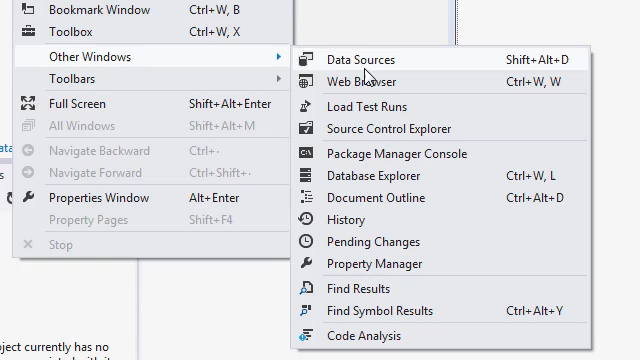 Bookmark Window Ctrl+W, B
Toolbox Ctrl+W, X
Other Windows
Toolbars
Full Screen Shift+Alt+Enter
All Windows Shift+Alt+M
Navigate Backward Ctrl+-
Navigate Forward Ctrl+Shift+-
Properties Window Alt+Enter
Property Pages Shift+F4
Stop
Data Sources Shift+Alt+D
Web Browser Ctrl+W, W
Load Test Runs
Source Control Explorer
Package Manager Console
Database Explorer Ctrl+W, L
Document Outline Ctrl+Alt+D
History
Pending Changes
Property Manager
Find Results
Find Symbol Results Ctrl+Alt+Y
Code Analysis
oject currently has no